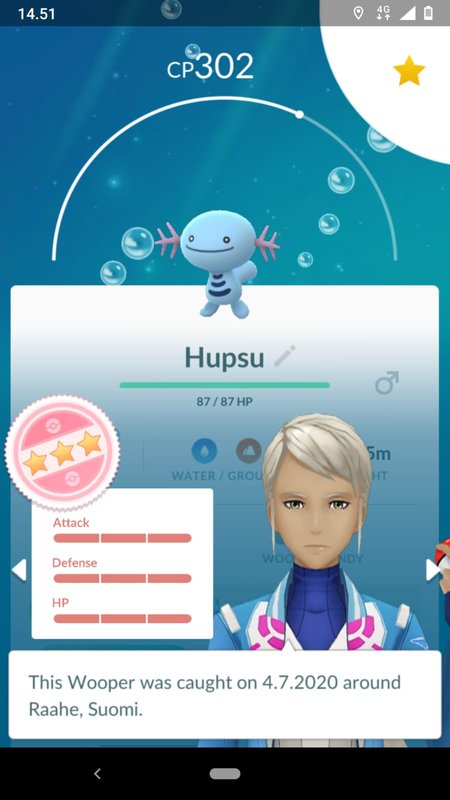 14.51
4G
CP302
Hupsu
87 / 87 HP
5m
WATER / GROU
HT
Attack
Defense
HP
WOO
NDY
This Wooper was caught on 4.7.2020 around
Raahe, Suomi.